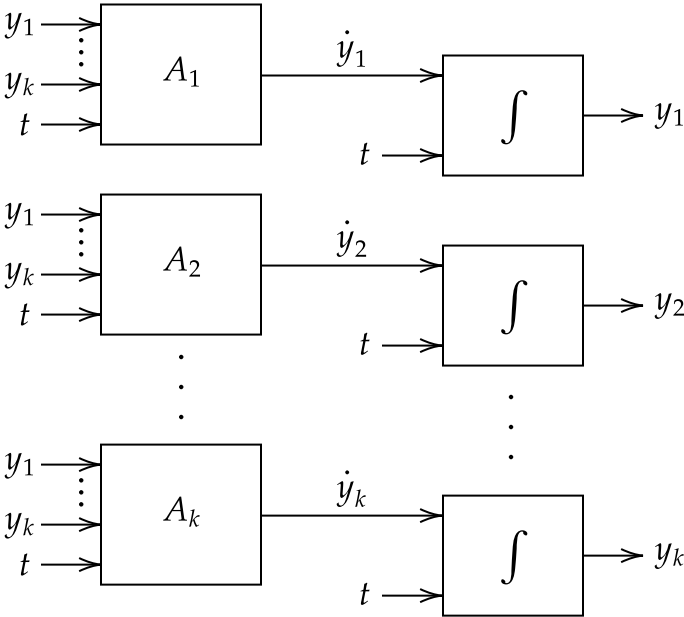 y₁ ẏ₁
⋮ A₁
yₖ ∫ y₁
t t
y₁ ẏ₂
⋮ A₂
yₖ ∫ y₂
t t
⋮ ⋮
y₁ ẏₖ
⋮ Aₖ
yₖ ∫ yₖ
t t